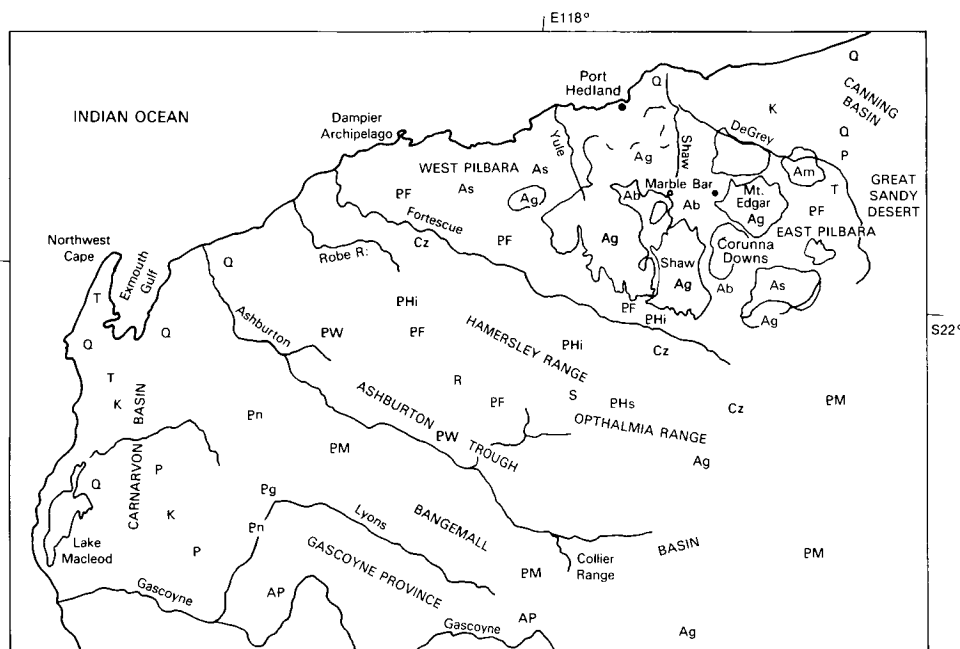 E118°
Q
Port
Hedland
Q
CANNING
BASIN
INDIAN OCEAN
K
Dampier
Archipelago
Yule
DeGrey
Q
Shaw
P
Ag
WEST PILBARA
As
Am
As
Marble Bar
T
GREAT
SANDY
DESERT
PF
Ag
Ab
Ab
Mt.
Edgar
Ag
PF
Fortescue
Cz
PF
EAST PILBARA
Northwest
Cape
Exmouth
Gulf
Ag
Corunna
Downs
Robe R:
Q
Shaw
Ag
Ab
As
T
PHi
PF
PHi
Ag
Ashburton
S22°
Q
Q
PW
PF
HAMERSLEY RANGE
PHi
Cz
T
K
BASIN
R
PF
S
PHs
Cz
PM
Pn
ASHBURTON
TROUGH
OPTHALMIA RANGE
PW
PM
CARNARVON
P
Ag
Q
Pg
K
Lyons
BANGEMALL
Pn
Lake
Macleod
P
GASCOYNE PROVINCE
Collier
Range
BASIN
PM
PM
Gascoyne
AP
AP
Gascoyne
Ag